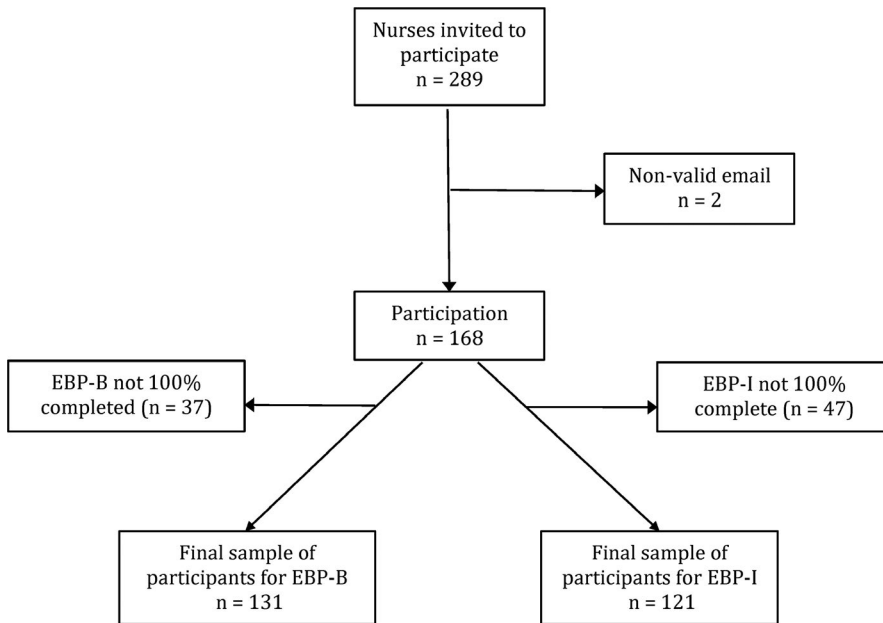 Nurses invited to
participate
n = 289
Non-valid email
n = 2
Participation
n = 168
EBP-B not 100%
completed (n = 37)
EBP-I not 100%
complete (n = 47)
Final sample of
participants for EBP-B
n = 131
Final sample of
participants for EBP-I
n = 121